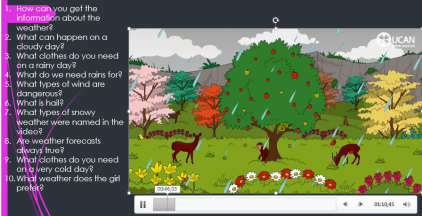 1. How can you get the
information about the
weather?
2. What can happen on a
cloudy day?
3. What clothes do you need
on a rainy day?
4. What do we need rains for?
5. What types of wind are
dangerous?
6. What is hail?
7. What types of snowy
weather were named in the
video?
8. Are weather forecasts
always true?
9. What clothes do you need
on a very cold day?
10. What weather does the girl
prefer?
UCAN
00:46,03
01:10,45